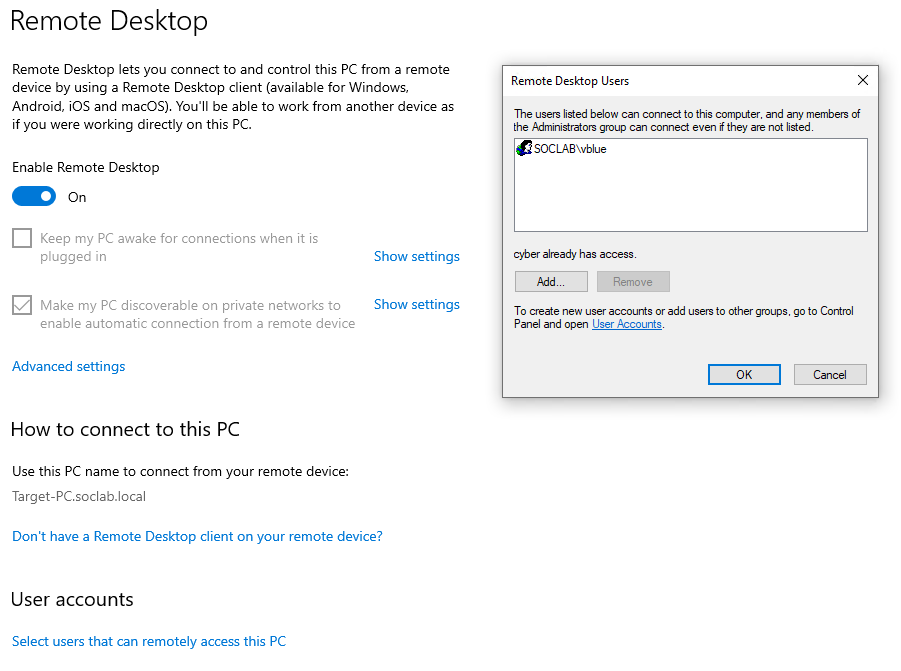 Remote Desktop
Remote Desktop lets you connect to and control this PC from a remote
device by using a Remote Desktop client (available for Windows,
Android, iOS and macOS). You'll be able to work from another device as
if you were working directly on this PC.
Enable Remote Desktop
On
Keep my PC awake for connections when it is
plugged in
Show settings
Make my PC discoverable on private networks to
enable automatic connection from a remote device
Show settings
Advanced settings
How to connect to this PC
Use this PC name to connect from your remote device:
Target-PC.soclab.local
Don't have a Remote Desktop client on your remote device?
User accounts
Select users that can remotely access this PC
Remote Desktop Users
The users listed below can connect to this computer, and any members of
the Administrators group can connect even if they are not listed.
SOCLAB\vblue
cyber already has access.
Add...
Remove
To create new user accounts or add users to other groups, go to Control
Panel and open User Accounts.
OK
Cancel